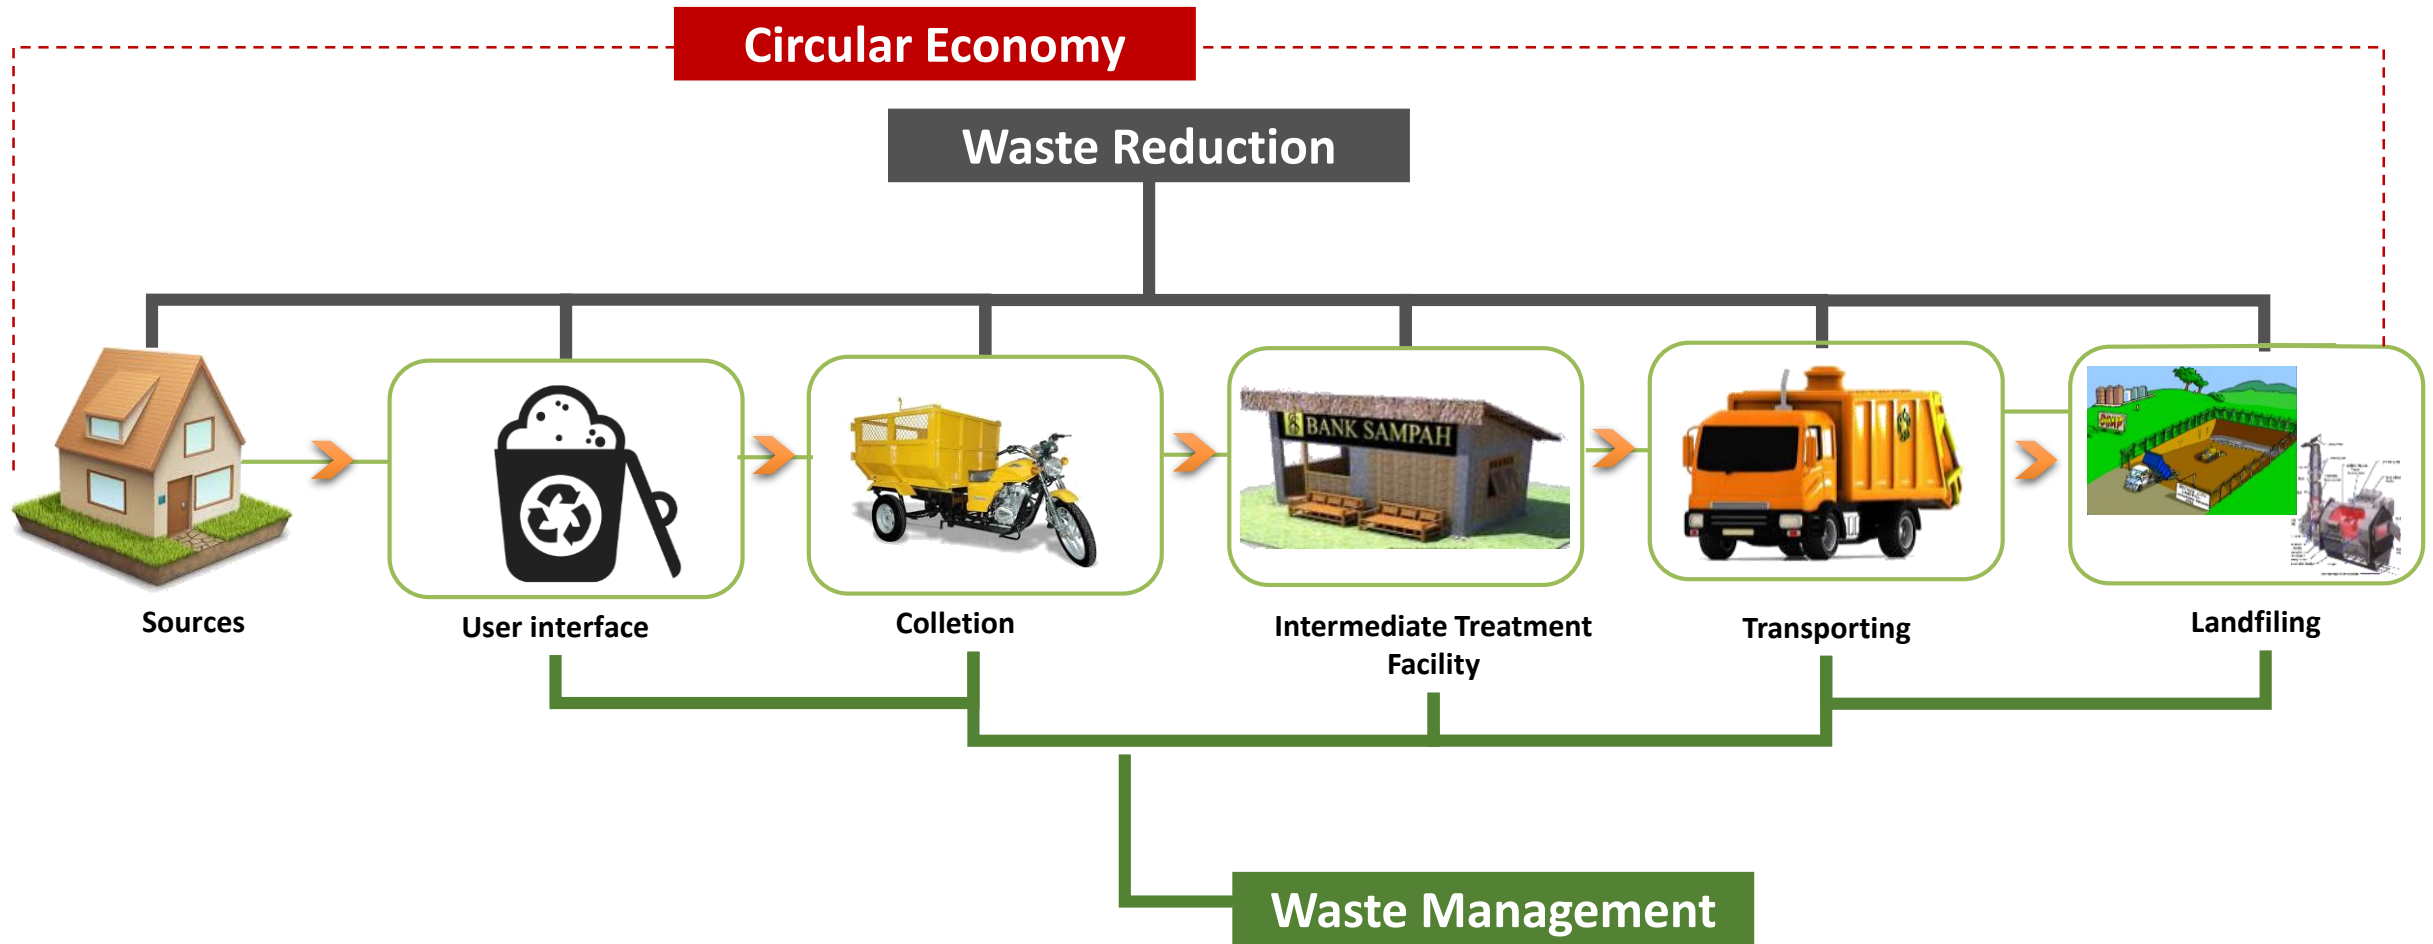 Circular Economy
Waste Reduction
BANK SAMPAH
Sources
User interface
Colletion
Intermediate Treatment
Facility
Transporting
Landfiling
Waste Management